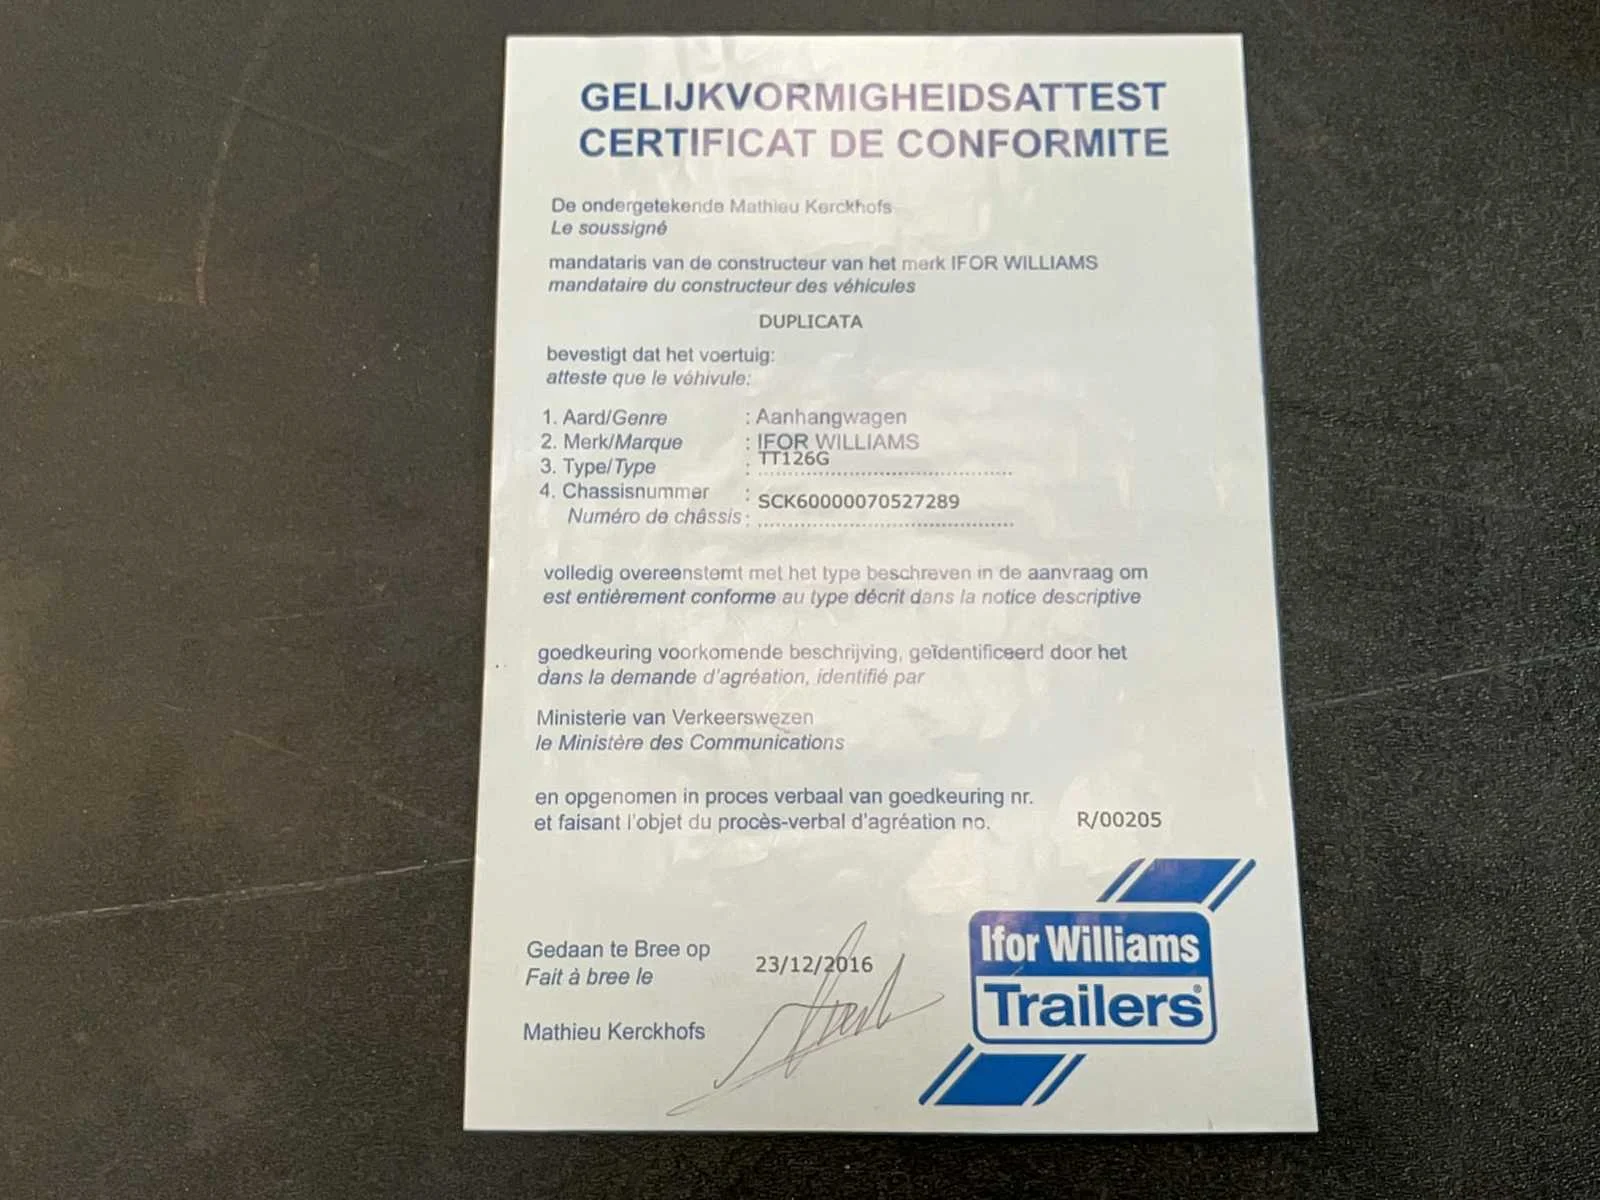 GELIJKVORMIGHEIDSATTEST
CERTIFICAT DE CONFORMITE
De ondergetekende Mathieu Kerckhofs
Le soussigné
mandataris van de constructeur van het merk IFOR WILLIAMS
mandataire du constructeur des véhicules
DUPLICATA
bevestigt dat het voertuig:
atteste que le véhivule:
1. Aard/Genre : Aanhangwagen
2. Merk/Marque : IFOR WILLIAMS
3. Type/Type : TT126G
4. Chassisnummer :
Numéro de châssis : SCK60000070527289
volledig overeenstemt met het type beschreven in de aanvraag om
est entièrement conforme au type décrit dans la notice descriptive
goedkeuring voorkomende beschrijving, geïdentificeerd door het
dans la demande d'agréation, identifié par
Ministerie van Verkeerswezen
le Ministère des Communications
en opgenomen in proces verbaal van goedkeuring nr.
et faisant l'objet du procès-verbal d'agréation no. R/00205
Gedaan te Bree op 23/12/2016
Fait à bree le
Mathieu Kerckhofs
Ifor Williams
Trailers®